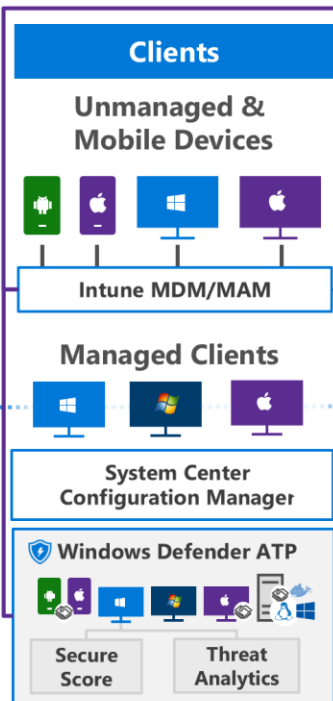 Clients
Unmanaged &
Mobile Devices
Intune MDM/MAM
Managed Clients
System Center
Configuration Manager
Windows Defender ATP
Secure
Score
Threat
Analytics